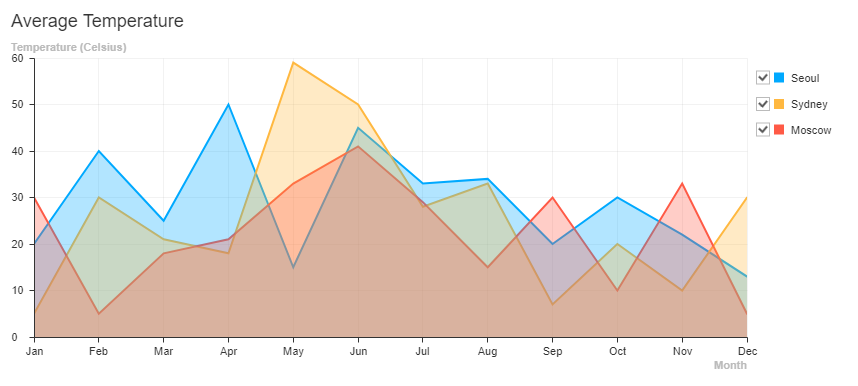 Average Temperature
Temperature (Celsius)
60
50
40
30
20
10
0
Jan Feb Mar Apr May Jun Jul Aug Sep Oct Nov Dec
Month
Seoul
Sydney
Moscow